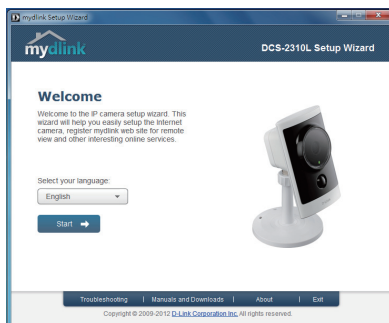 mydlink Setup Wizard
mydlink
DCS-2310L Setup Wizard
Welcome
Welcome to the IP camera setup wizard. This
wizard will help you easily setup the Internet
camera, register mydlink web site for remote
view and other interesting online services.
Select your language:
English
Start
Troubleshooting | Manuals and Downloads | About | Exit
Copyright © 2009-2012 D-Link Corporation Inc. All rights reserved.